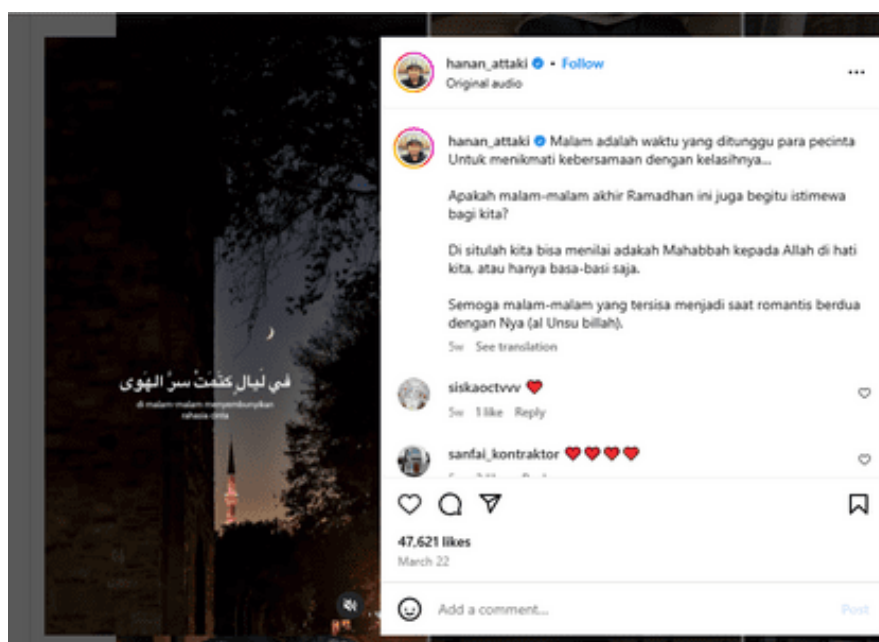 في ليالٍ كتمت سرَّ الهوى
di malam-malam menyembunyikan
rahasia cinta
hanan_attaki • Follow
Original audio
hanan_attaki Malam adalah waktu yang ditunggu para pecinta
Untuk menikmati kebersamaan dengan kelasihnya...
Apakah malam-malam akhir Ramadhan ini juga begitu istimewa
bagi kita?
Di situlah kita bisa menilai adakah Mahabbah kepada Allah di hati
kita, atau hanya basa-basi saja.
Semoga malam-malam yang tersisa menjadi saat romantis berdua
dengan Nya (al Unsu billah).
5w See translation
siskaoctvvv ❤️
5w 1 like Reply
sanfai_kontraktor ❤️❤️❤️❤️
47,621 likes
March 22
Add a comment...
Post